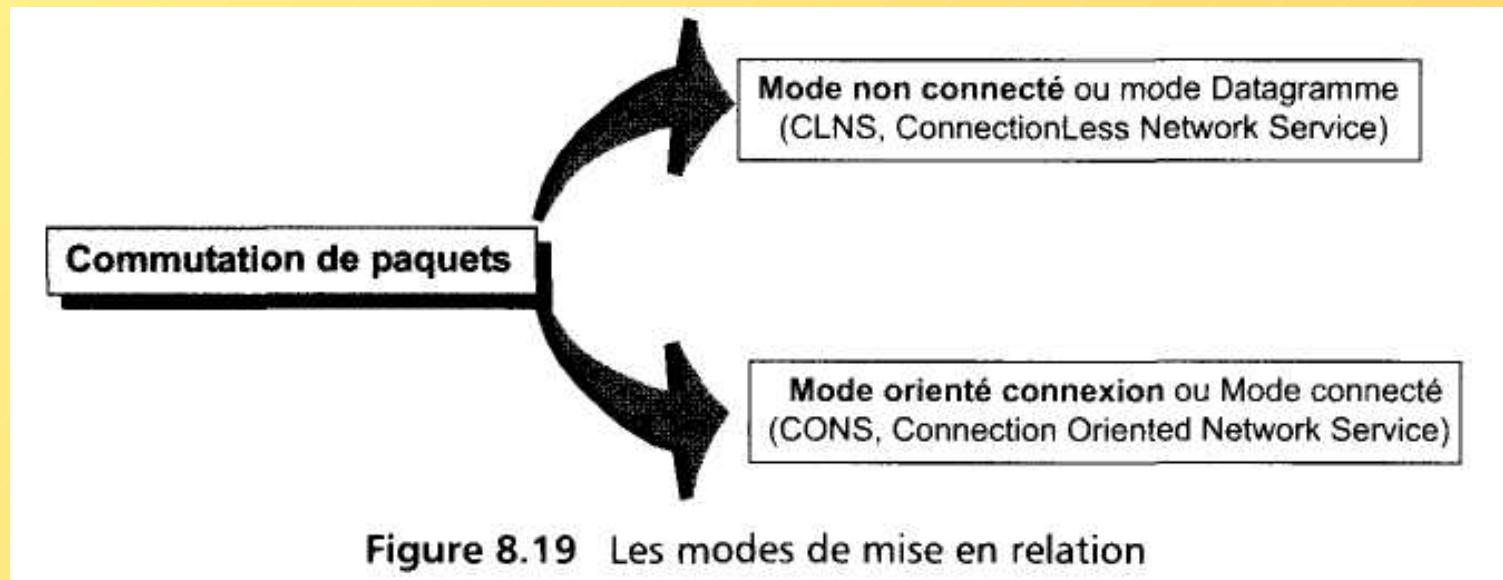 Mode non connecté ou mode Datagramme
(CLNS, ConnectionLess Network Service)
Commutation de paquets
Mode orienté connexion ou Mode connecté
(CONS, Connection Oriented Network Service)
Figure 8.19 Les modes de mise en relation